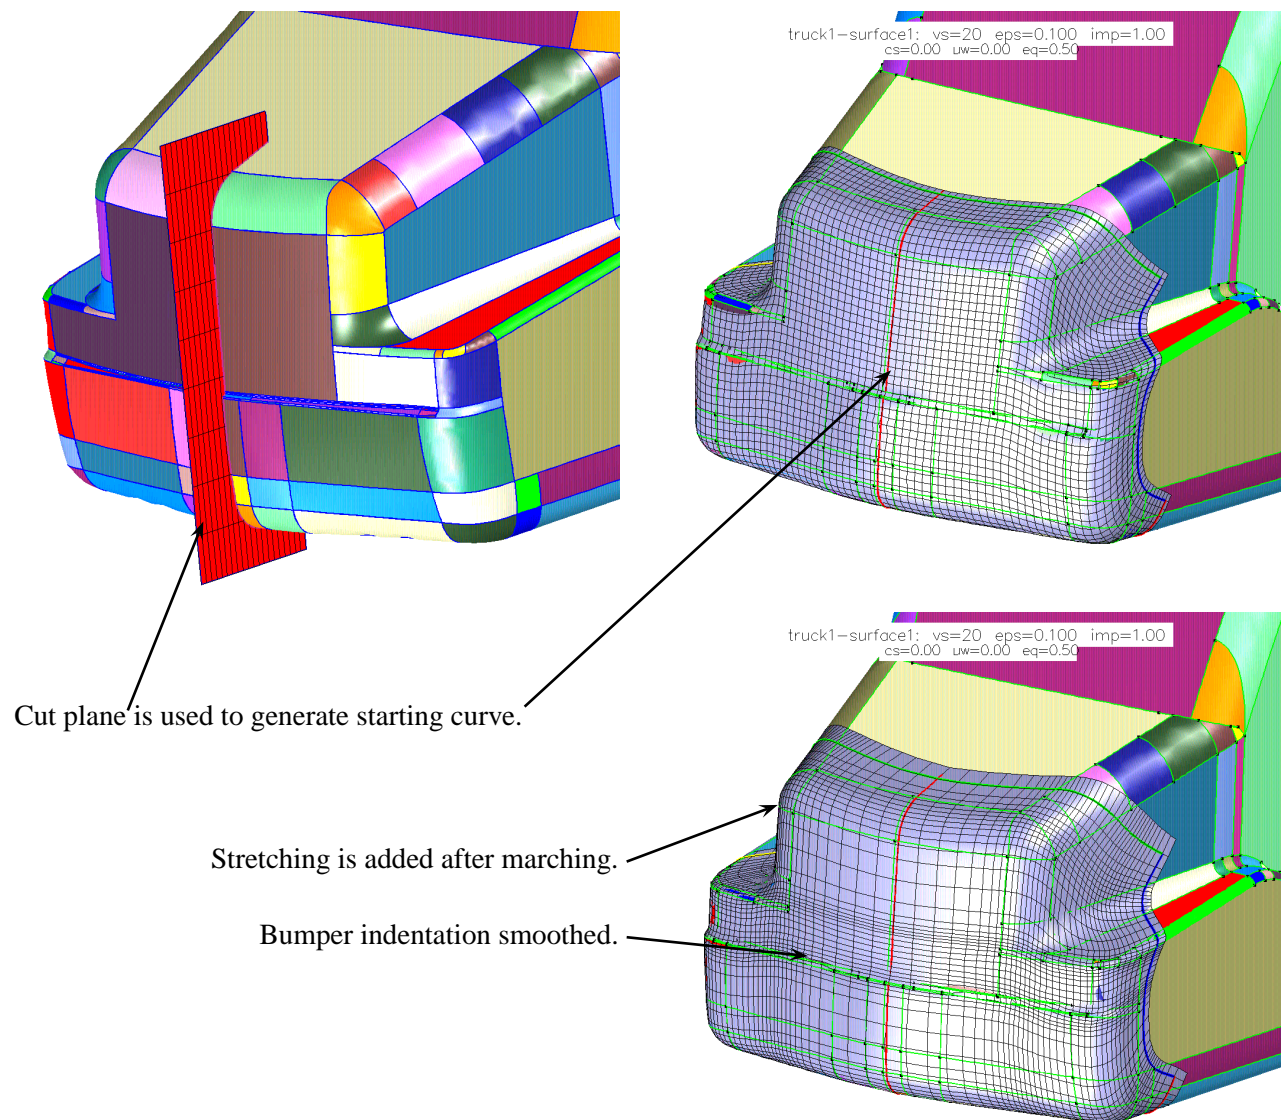 truck1-surface1: vs=20 eps=0.100 imp=1.00
cs=0.00 μw=0.00 eq=0.50
truck1-surface1: vs=20 eps=0.100 imp=1.00
cs=0.00 μw=0.00 eq=0.50
Cut plane is used to generate starting curve.
Stretching is added after marching.
Bumper indentation smoothed.